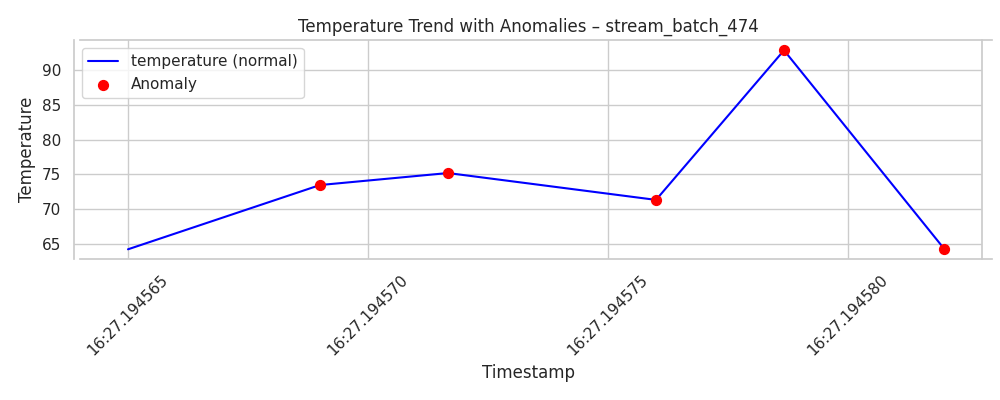 Temperature Trend with Anomalies – stream_batch_474
temperature (normal)
Anomaly
Temperature
90
85
80
75
70
65
16:27.194565
16:27.194570
16:27.194575
16:27.194580
Timestamp